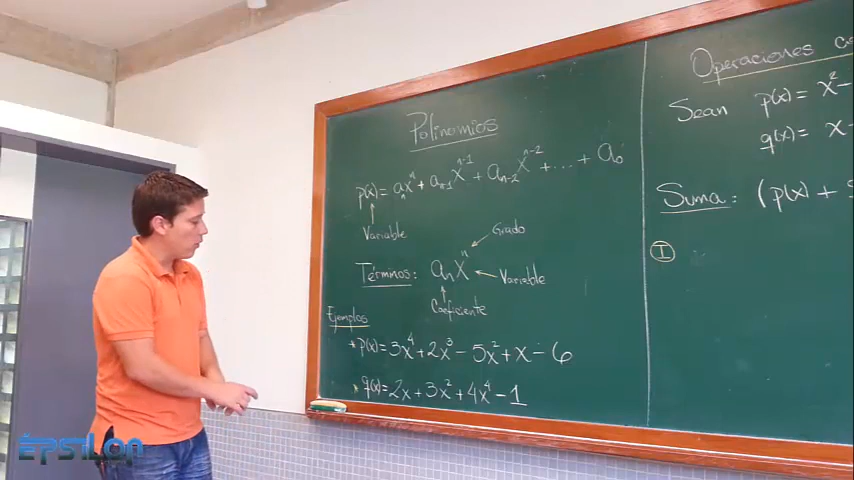 Polinomios
p(x)= aₙxⁿ + aₙ₋₁xⁿ⁻¹ + aₙ₋₂xⁿ⁻² + .... + a₀
Variable
Grado
Términos: aₙxⁿ
Variable
Coeficiente
Ejemplos
*p(x)= 3x⁴ + 2x³ - 5x² + x - 6
*q(x)= 2x + 3x² + 4x⁴ - 1
Operaciones
Sean p(x)= x² -
q(x)= x -
Suma: (p(x) +
I
EPSILON